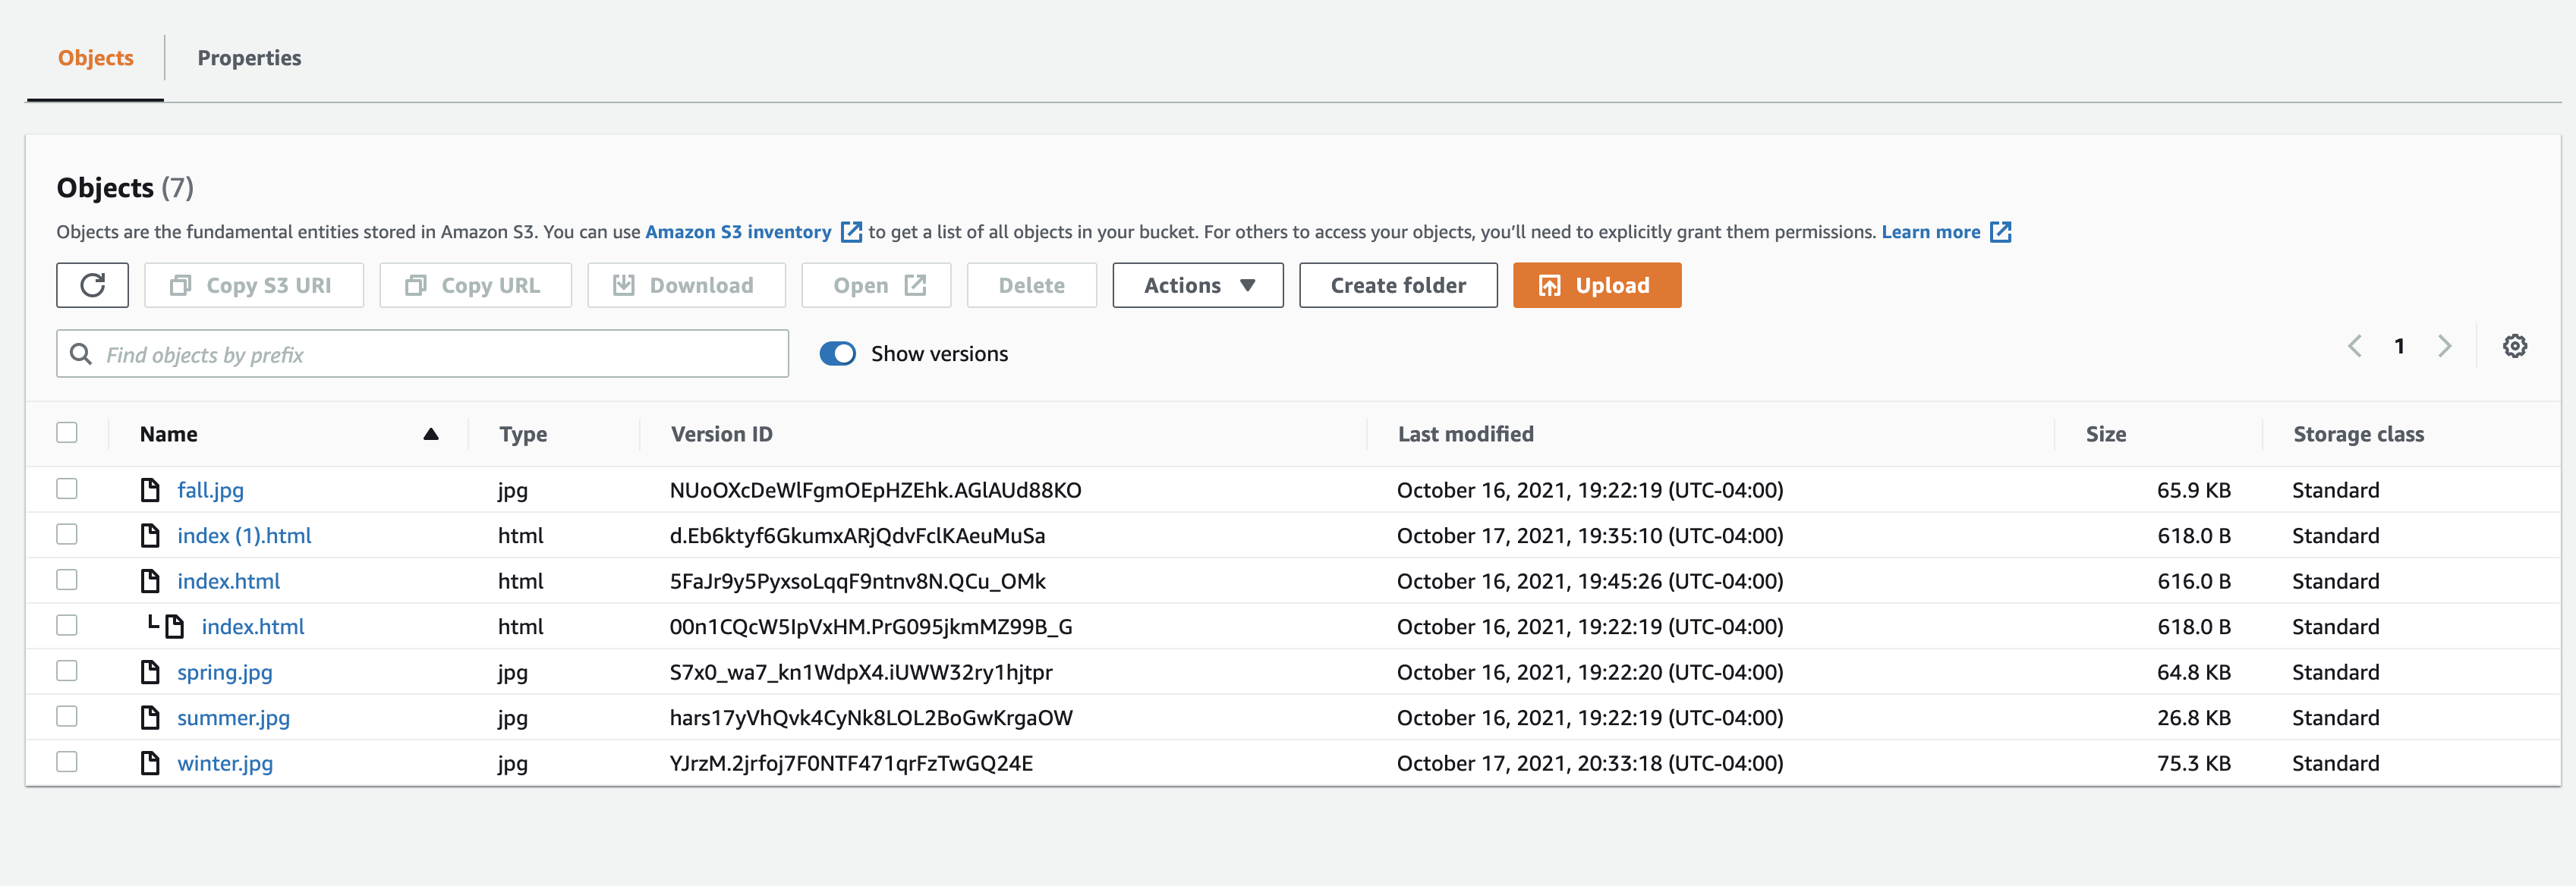 Objects Properties
Objects (7)
Objects are the fundamental entities stored in Amazon S3. You can use Amazon S3 inventory to get a list of all objects in your bucket. For others to access your objects, you'll need to explicitly grant them permissions. Learn more
Copy S3 URI Copy URL Download Open Delete Actions Create folder Upload
Find objects by prefix Show versions 1
Name Type Version ID Last modified Size Storage class
fall.jpg jpg NUoOXcDeWlFgmOEpHZEhk.AGlAUd88KO October 16, 2021, 19:22:19 (UTC-04:00) 65.9 KB Standard
index (1).html html d.Eb6ktyf6GkumxARjQdvFclKAeuMuSa October 17, 2021, 19:35:10 (UTC-04:00) 618.0 B Standard
index.html html 5FaJr9y5PyxsoLqqF9ntnv8N.QCu_OMk October 16, 2021, 19:45:26 (UTC-04:00) 616.0 B Standard
index.html html 00n1CQcW5IpVxHM.PrG095jkmMZ99B_G October 16, 2021, 19:22:19 (UTC-04:00) 618.0 B Standard
spring.jpg jpg S7x0_wa7_kn1WdpX4.iUWW32ry1hjtpr October 16, 2021, 19:22:20 (UTC-04:00) 64.8 KB Standard
summer.jpg jpg hars17yVhQvk4CyNk8LOL2BoGwKrgaOW October 16, 2021, 19:22:19 (UTC-04:00) 26.8 KB Standard
winter.jpg jpg YJrzM.2jrfoj7F0NTF471qrFzTwGQ24E October 17, 2021, 20:33:18 (UTC-04:00) 75.3 KB Standard